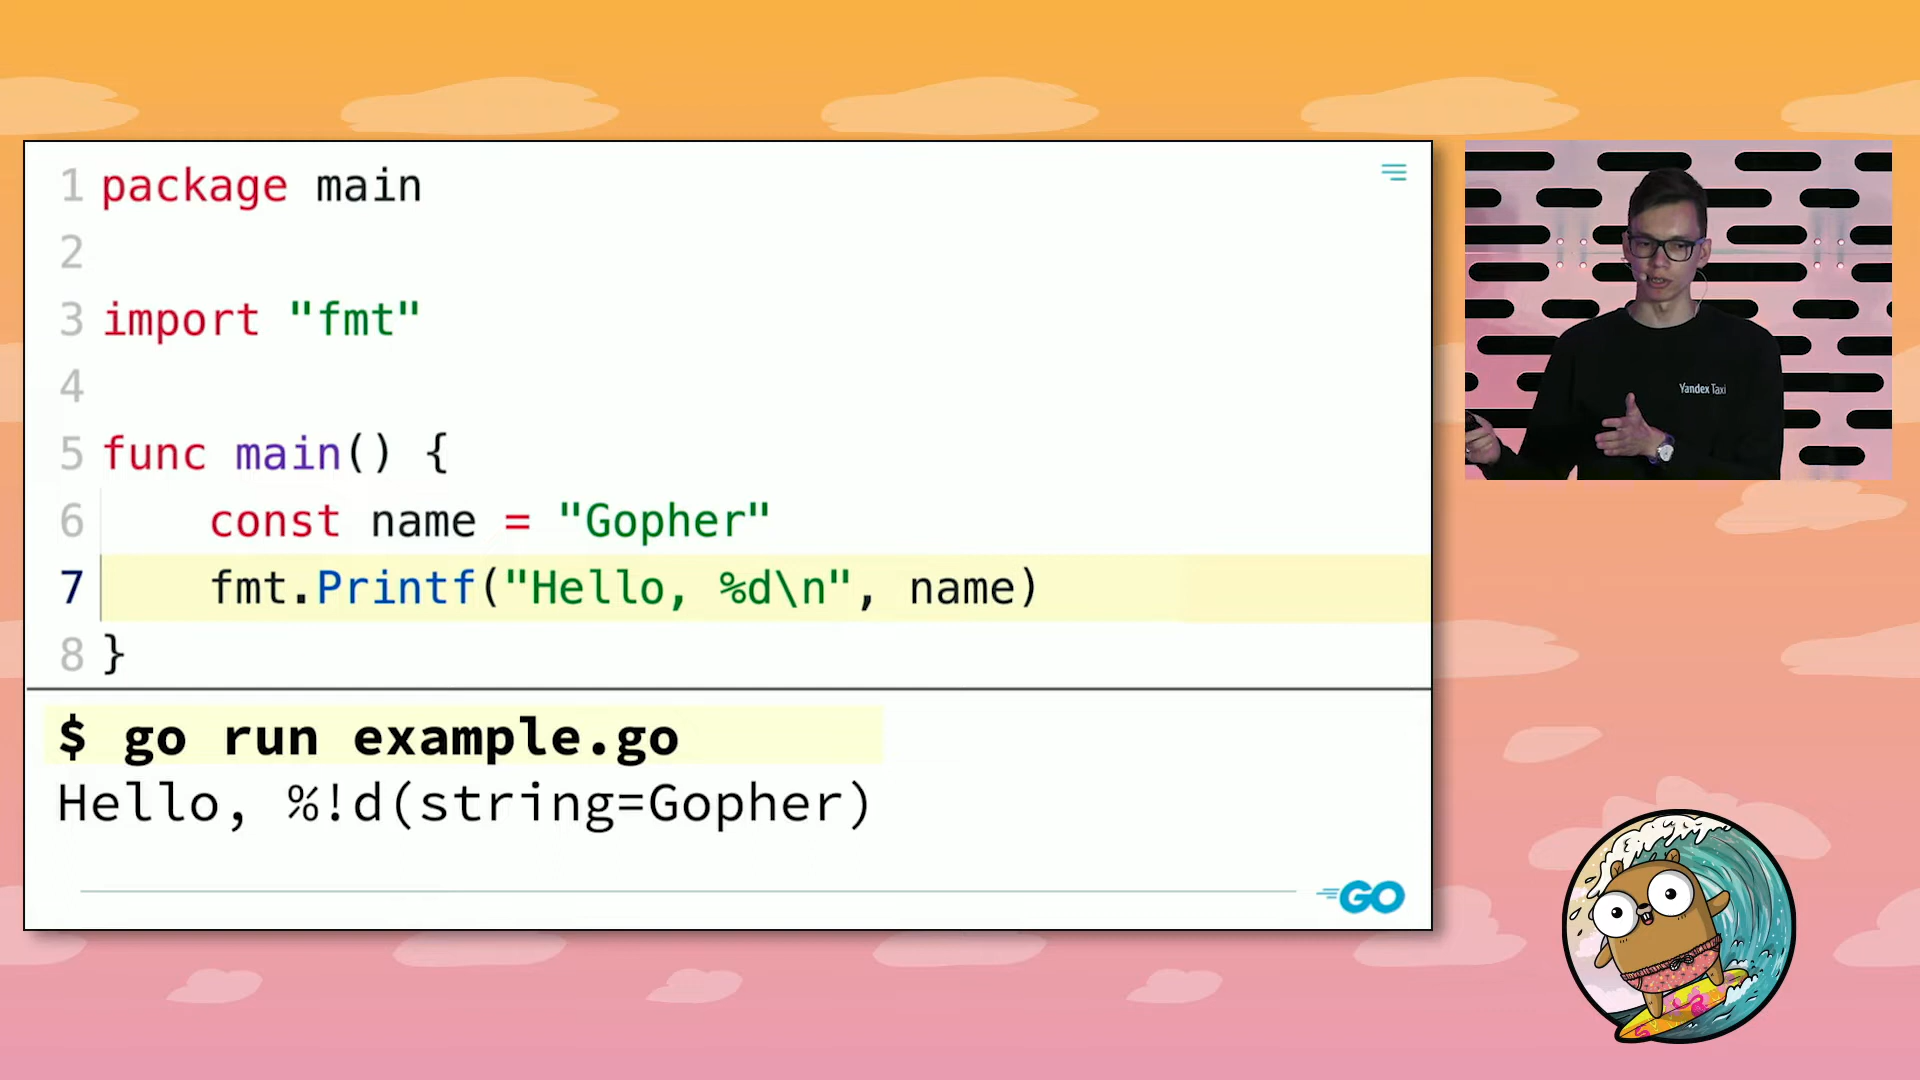 1 package main
2
3 import "fmt"
4
5 func main() {
6     const name = "Gopher"
7     fmt.Printf("Hello, %d\n", name)
8 }
$ go run example.go
Hello, %!d(string=Gopher)
GO
Yandex Taxi